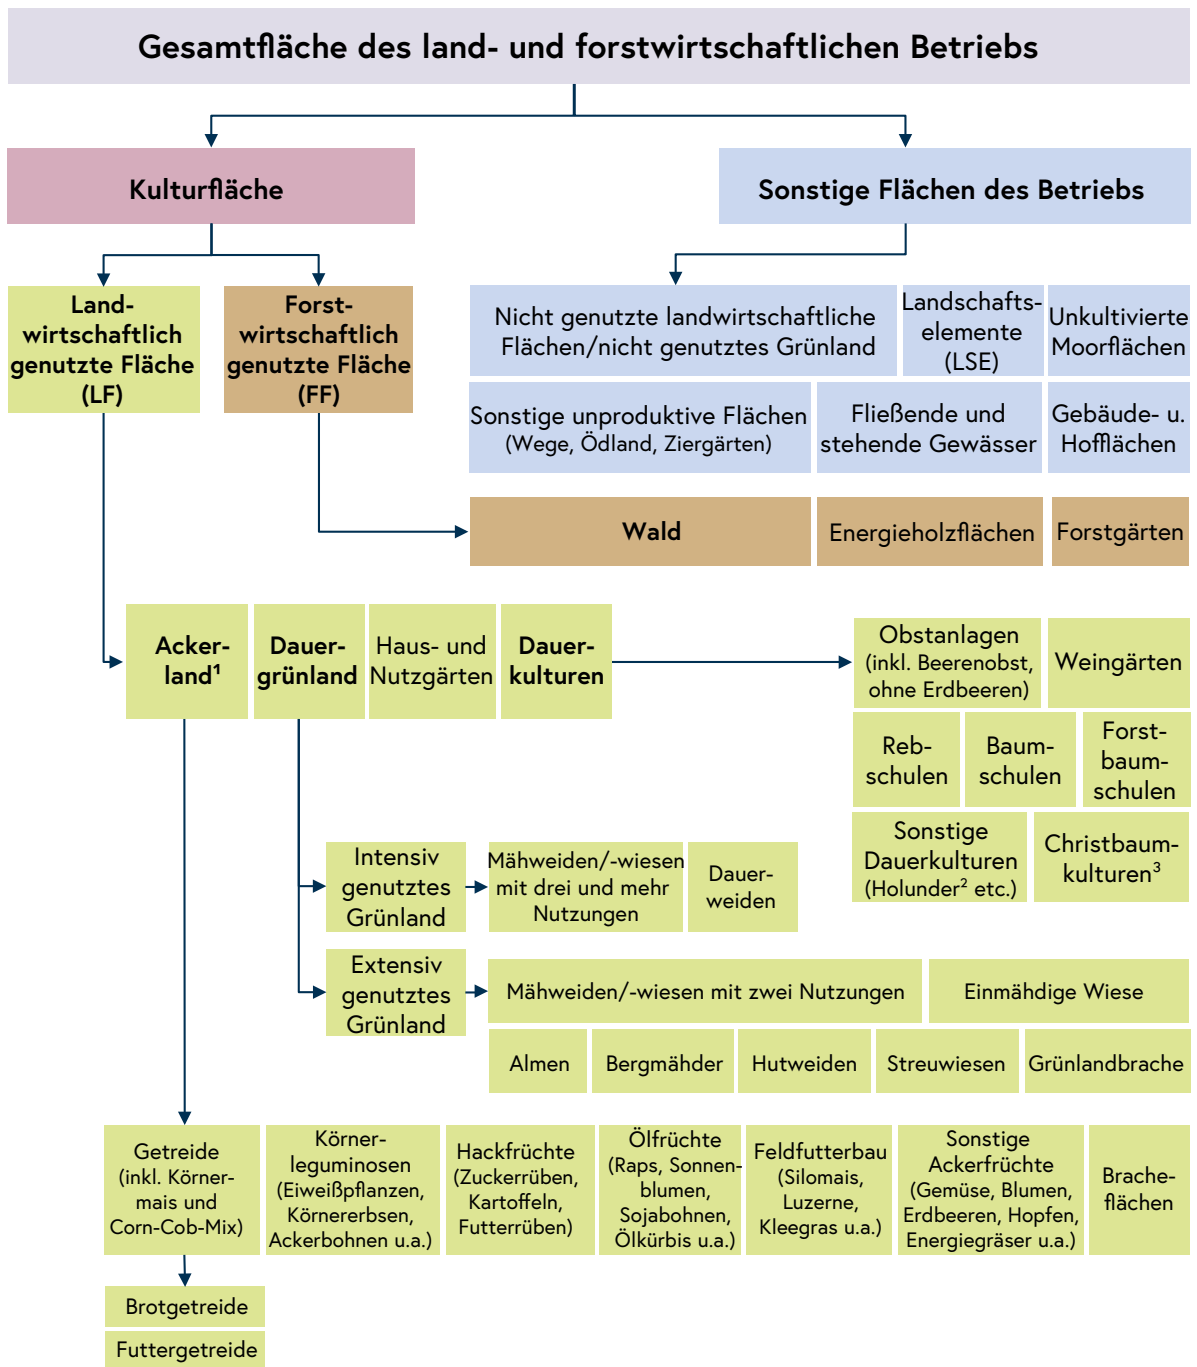 Gesamtfläche des land- und forstwirtschaftlichen Betriebs
Kulturfläche
Sonstige Flächen des Betriebs
Land-
wirtschaftlich
genutzte Fläche
(LF)
Forst-
wirtschaftlich
genutzte Fläche
(FF)
Nicht genutzte landwirtschaftliche
Flächen/nicht genutztes Grünland
Landschafts-
elemente
(LSE)
Unkultivierte
Moorflächen
Sonstige unproduktive Flächen
(Wege, Ödland, Ziergärten)
Fließende und
stehende Gewässer
Gebäude- u.
Hofflächen
Wald
Energieholzflächen
Forstgärten
Acker-
land¹
Dauer-
grünland
Haus- und
Nutzgärten
Dauer-
kulturen
Obstanlagen
(inkl. Beerenobst,
ohne Erdbeeren)
Weingärten
Reb-
schulen
Baum-
schulen
Forst-
baum-
schulen
Sonstige
Dauerkulturen
(Holunder² etc.)
Christbaum-
kulturen³
Intensiv
genutztes
Grünland
Mähweiden/-wiesen
mit drei und mehr
Nutzungen
Dauer-
weiden
Extensiv
genutztes
Grünland
Mähweiden/-wiesen mit zwei Nutzungen
Einmähdige Wiese
Almen
Bergmähder
Hutweiden
Streuwiesen
Grünlandbrache
Getreide
(inkl. Körner-
mais und
Corn-Cob-Mix)
Körner-
leguminosen
(Eiweißpflanzen,
Körnererbsen,
Ackerbohnen u.a.)
Hackfrüchte
(Zuckerrüben,
Kartoffeln,
Futterrüben)
Ölfrüchte
(Raps, Sonnen-
blumen,
Sojabohnen,
Ölkürbis u.a.)
Feldfutterbau
(Silomais,
Luzerne,
Kleegras u.a.)
Sonstige
Ackerfrüchte
(Gemüse, Blumen,
Erdbeeren, Hopfen,
Energiegräser u.a.)
Brache-
flächen
Brotgetreide
Futtergetreide